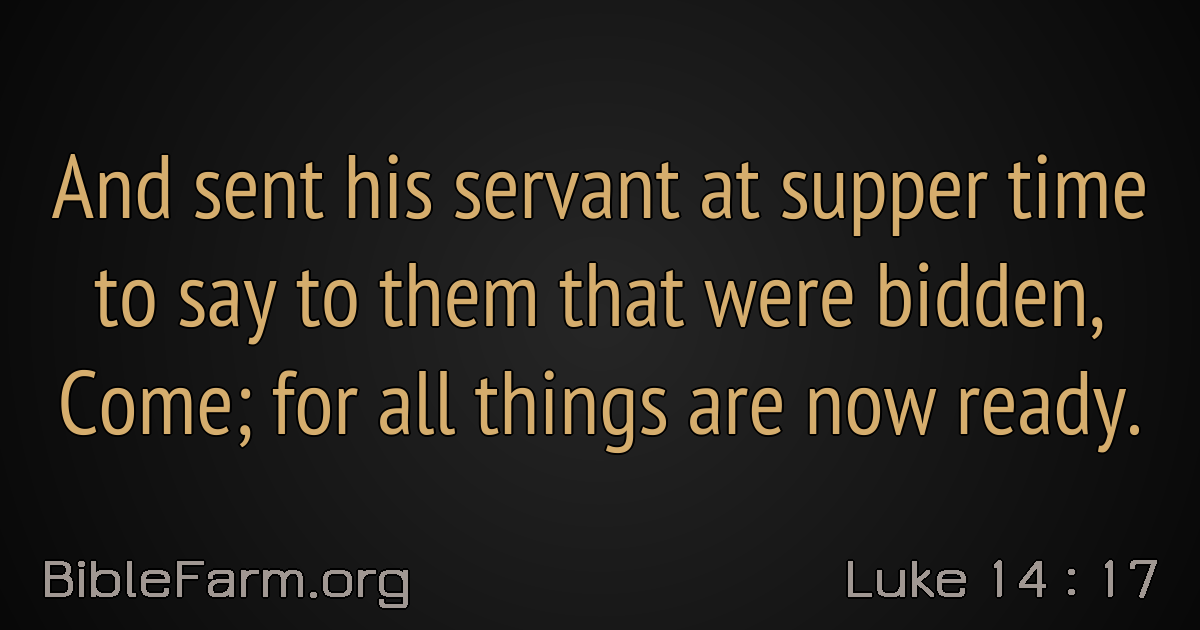 And sent his servant at supper time
to say to them that were bidden,
Come; for all things are now ready.
BibleFarm.org
Luke 14 : 17